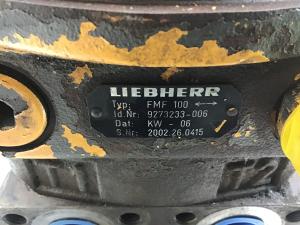 LIEBHERR
Typ: FMF 100 ↔
Id.Nr: 9273233-006
Dat: KW - 06
S.Nr: 2002.26.0415